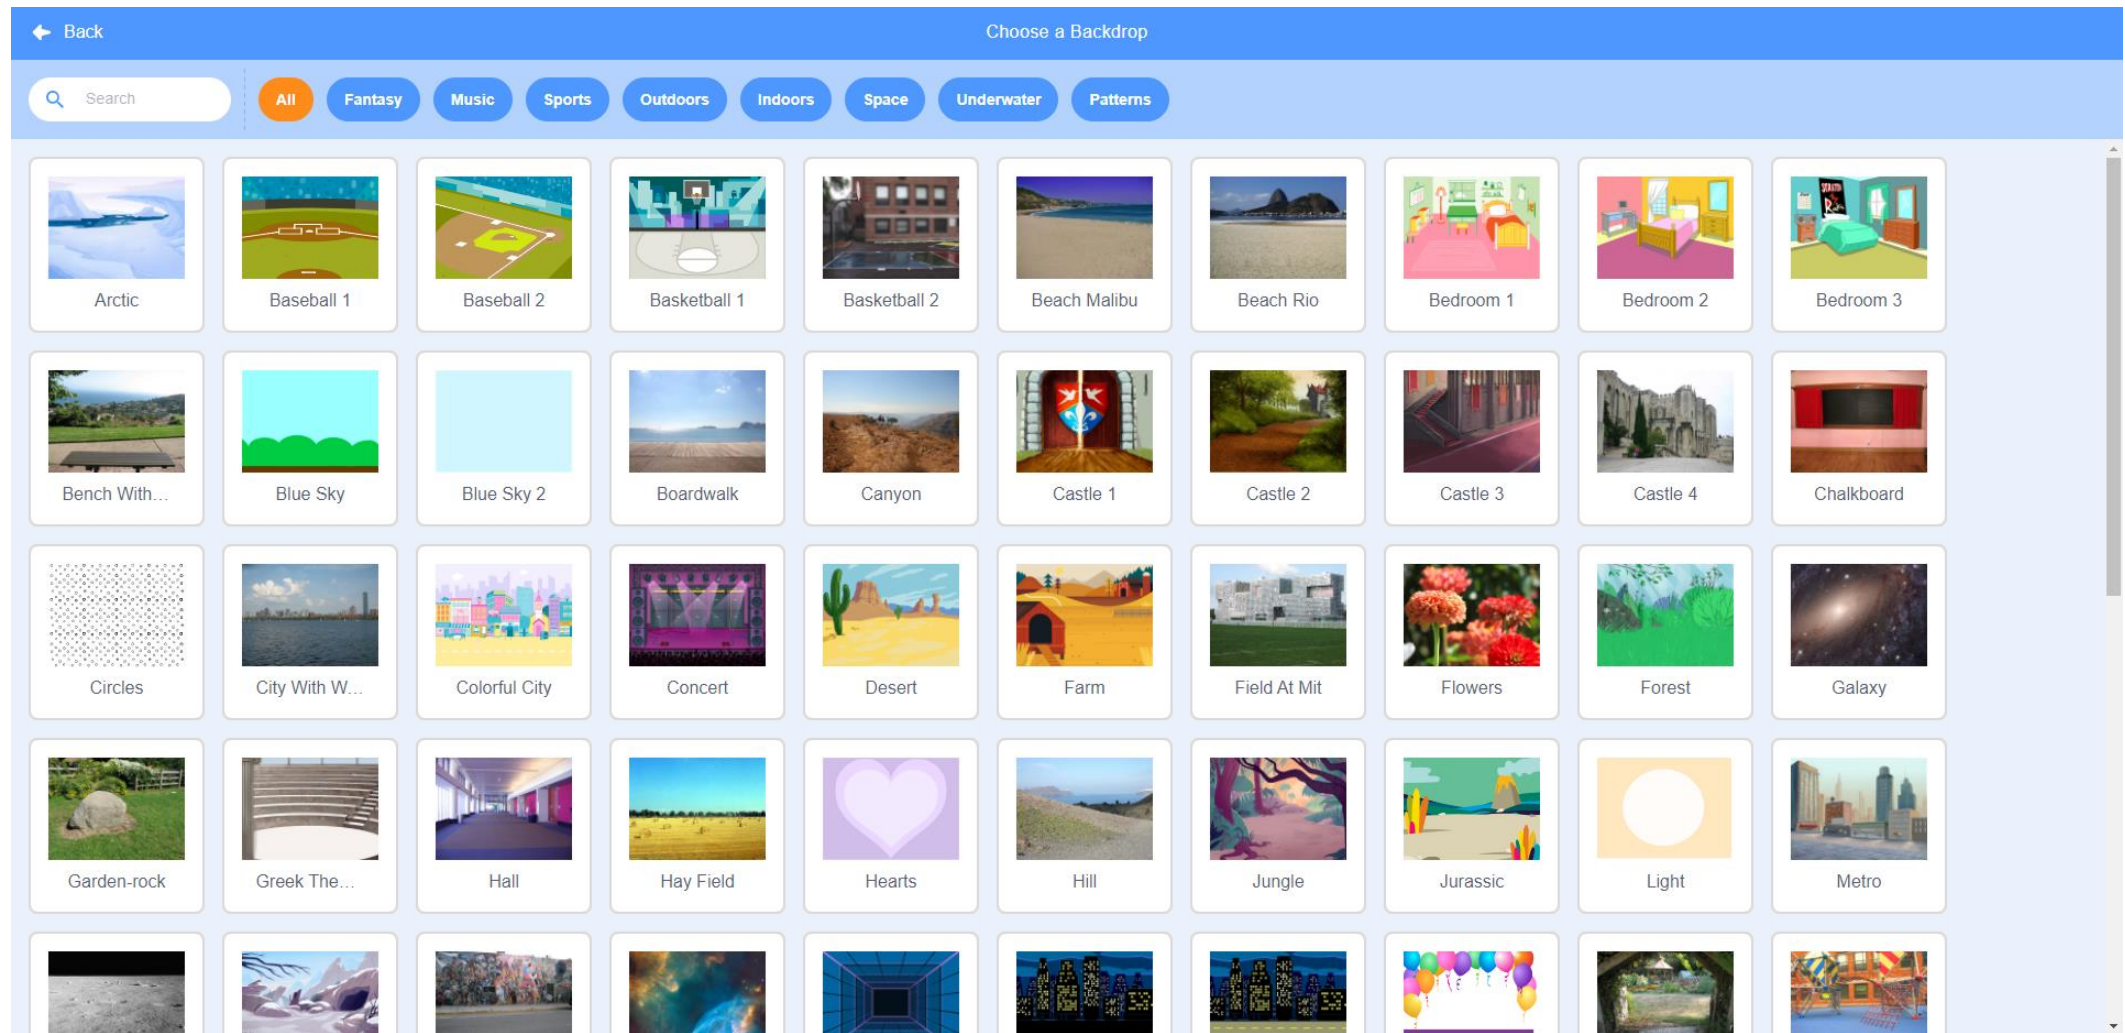 Back
Choose a Backdrop
Search
All
Fantasy
Music
Sports
Outdoors
Indoors
Space
Underwater
Patterns
Arctic
Baseball 1
Baseball 2
Basketball 1
Basketball 2
Beach Malibu
Beach Rio
Bedroom 1
Bedroom 2
Bedroom 3
Bench With...
Blue Sky
Blue Sky 2
Boardwalk
Canyon
Castle 1
Castle 2
Castle 3
Castle 4
Chalkboard
Circles
City With W...
Colorful City
Concert
Desert
Farm
Field At Mit
Flowers
Forest
Galaxy
Garden-rock
Greek The...
Hall
Hay Field
Hearts
Hill
Jungle
Jurassic
Light
Metro